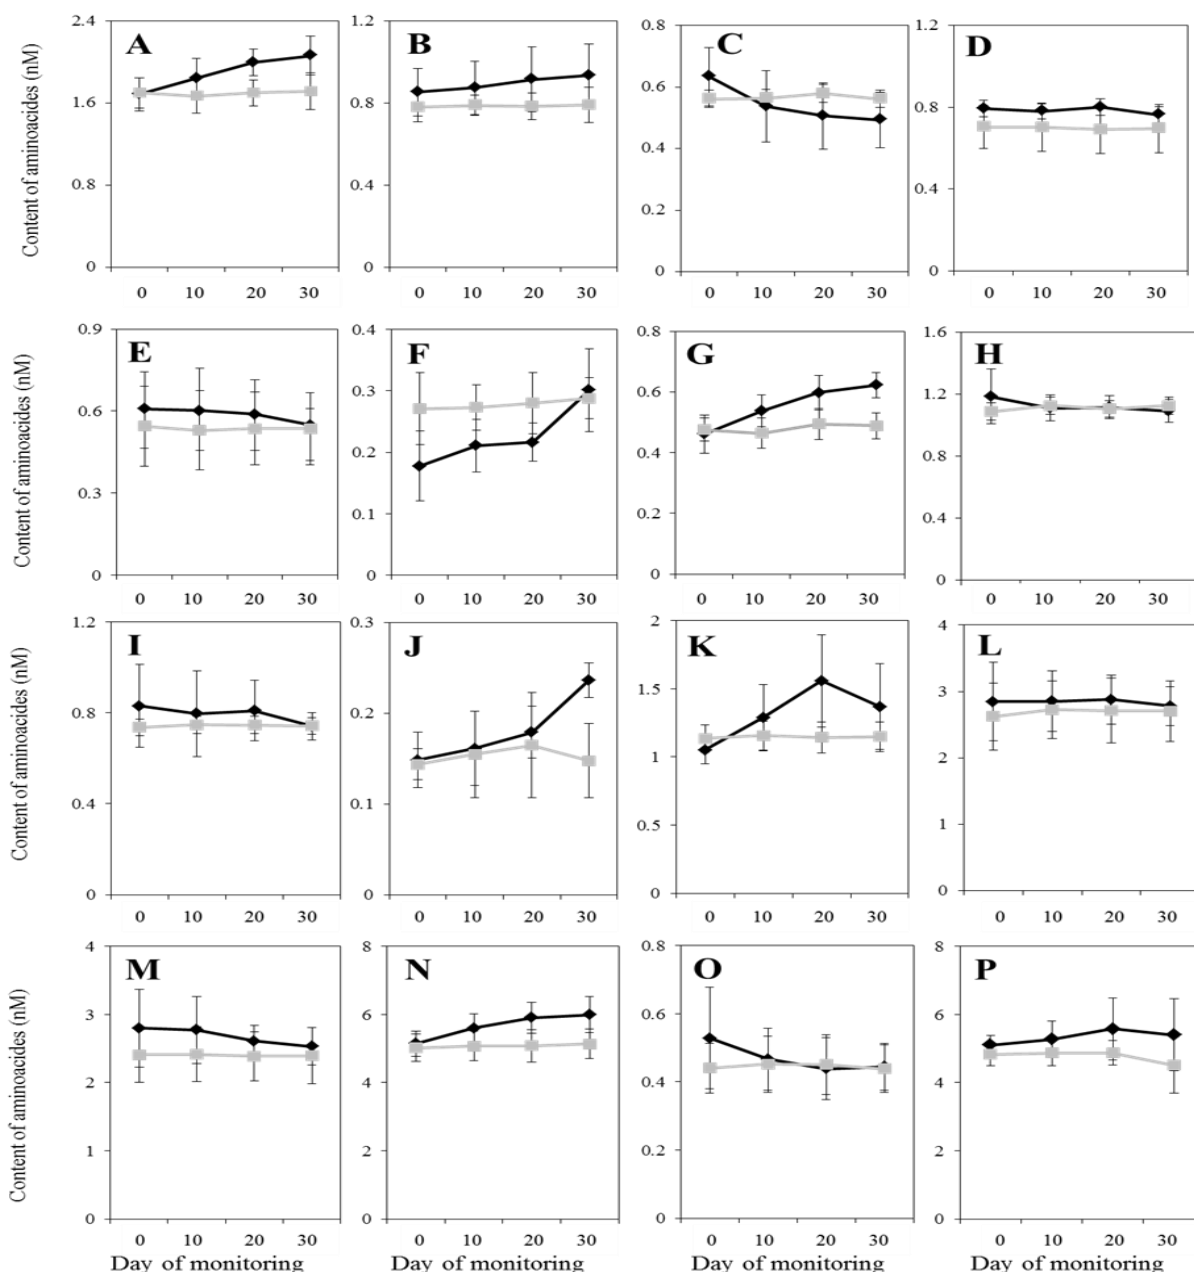 A B C D
2.4 1.2 0.8 1.2
1.6 0.8 0.6 0.8
0.8 0.4 0.4 0.4
0 0 0.2 0
0
0 10 20 30 0 10 20 30 0 10 20 30 0 10 20 30
Content of aminoacides (nM)
E F G H
0.9 0.4 0.8 1.6
0.6 0.3 0.6 1.2
0.3 0.2 0.4 0.8
0 0.1 0.2 0.4
0 0 0
0 10 20 30 0 10 20 30 0 10 20 30 0 10 20 30
Content of aminoacides (nM)
I J K L
1.2 0.3 2 4
0.8 0.2 1.5 3
0.4 0.1 1 2
0 0 0.5 1
0 0
0 10 20 30 0 10 20 30 0 10 20 30 0 10 20 30
Content of aminoacides (nM)
M N O P
4 8 0.8 8
3 6 0.6 6
2 4 0.4 4
1 2 0.2 2
0 0 0 0
0 10 20 30 0 10 20 30 0 10 20 30 0 10 20 30
Content of aminoacides (nM)
Day of monitoring Day of monitoring Day of monitoring Day of monitoring